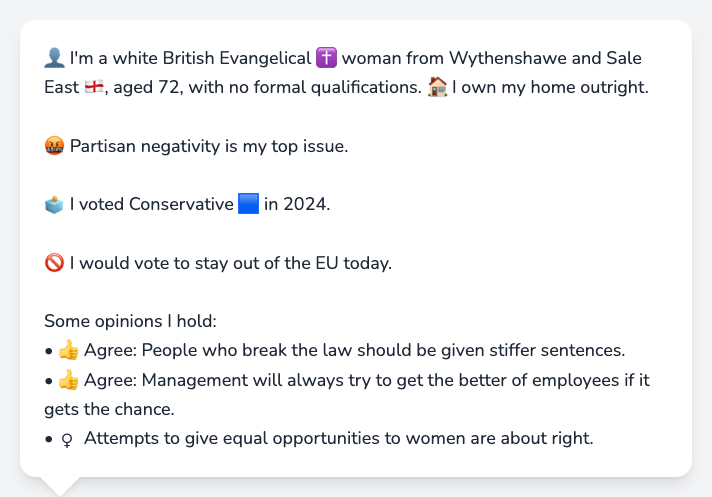 👤 I'm a white British Evangelical ✝️ woman from Wythenshawe and Sale
East 🏴󠁧󠁢󠁥󠁮󠁧󠁿, aged 72, with no formal qualifications. 🏠 I own my home outright.
🤬 Partisan negativity is my top issue.
🗳️ I voted Conservative 🟦 in 2024.
🚫 I would vote to stay out of the EU today.
Some opinions I hold:
• 👍 Agree: People who break the law should be given stiffer sentences.
• 👍 Agree: Management will always try to get the better of employees if it
gets the chance.
• ♀ Attempts to give equal opportunities to women are about right.